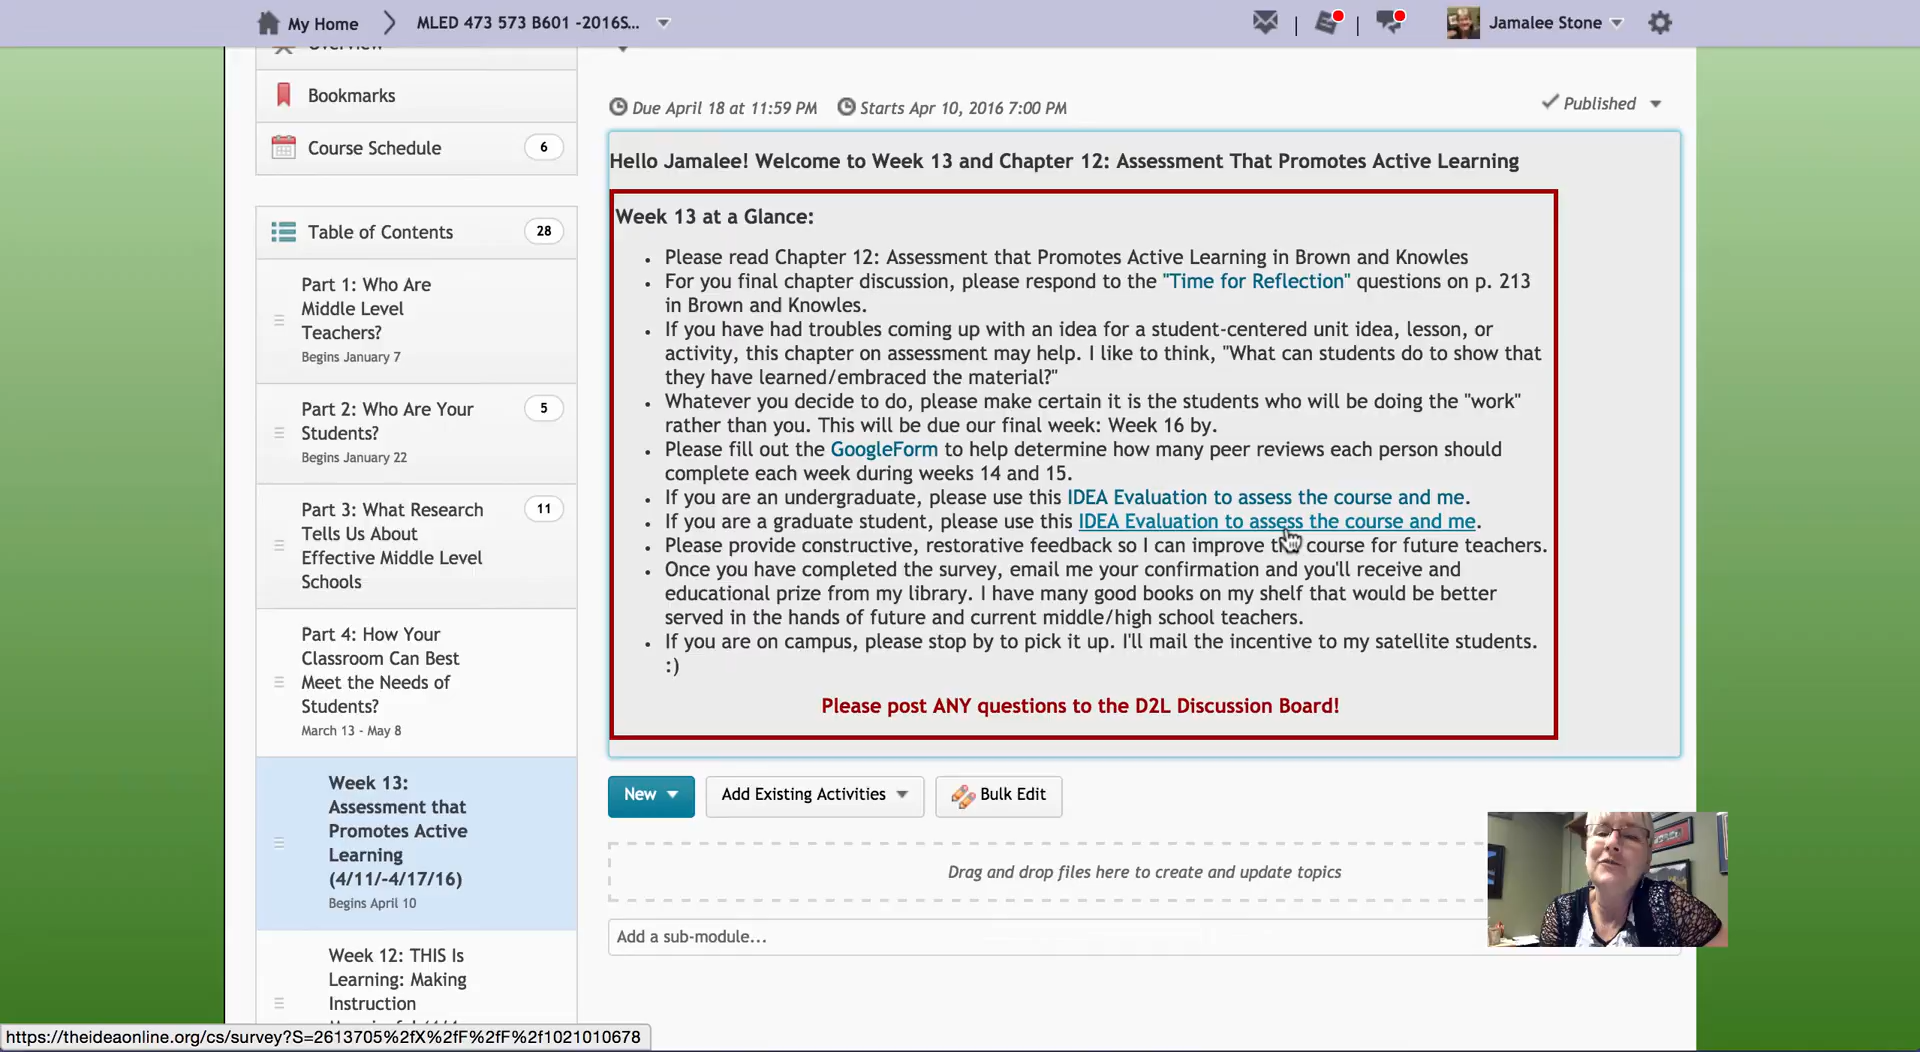 My Home
MLED 473 573 B601 -2016S...
Jamalee Stone
Overview
Bookmarks
Course Schedule
6
Table of Contents
28
Part 1: Who Are
Middle Level
Teachers?
Begins January 7
Part 2: Who Are Your
Students?
5
Begins January 22
Part 3: What Research
Tells Us About
Effective Middle Level
Schools
11
Part 4: How Your
Classroom Can Best
Meet the Needs of
Students?
March 13 - May 8
Week 13:
Assessment that
Promotes Active
Learning
(4/11/-4/17/16)
Begins April 10
Week 12: THIS Is
Learning: Making
Instruction
Due April 18 at 11:59 PM
Starts Apr 10, 2016 7:00 PM
Published
Hello Jamalee! Welcome to Week 13 and Chapter 12: Assessment That Promotes Active Learning
Week 13 at a Glance:
Please read Chapter 12: Assessment that Promotes Active Learning in Brown and Knowles
For you final chapter discussion, please respond to the "Time for Reflection" questions on p. 213
in Brown and Knowles.
If you have had troubles coming up with an idea for a student-centered unit idea, lesson, or
activity, this chapter on assessment may help. I like to think, "What can students do to show that
they have learned/embraced the material?"
Whatever you decide to do, please make certain it is the students who will be doing the "work"
rather than you. This will be due our final week: Week 16 by.
Please fill out the GoogleForm to help determine how many peer reviews each person should
complete each week during weeks 14 and 15.
If you are an undergraduate, please use this IDEA Evaluation to assess the course and me.
If you are a graduate student, please use this IDEA Evaluation to assess the course and me.
Please provide constructive, restorative feedback so I can improve the course for future teachers.
Once you have completed the survey, email me your confirmation and you'll receive and
educational prize from my library. I have many good books on my shelf that would be better
served in the hands of future and current middle/high school teachers.
If you are on campus, please stop by to pick it up. I'll mail the incentive to my satellite students.
:)
Please post ANY questions to the D2L Discussion Board!
New
Add Existing Activities
Bulk Edit
Drag and drop files here to create and update topics
Add a sub-module...
https://theideaonline.org/cs/survey?S=2613705%2fX%2fF%2fF%2f1021010678